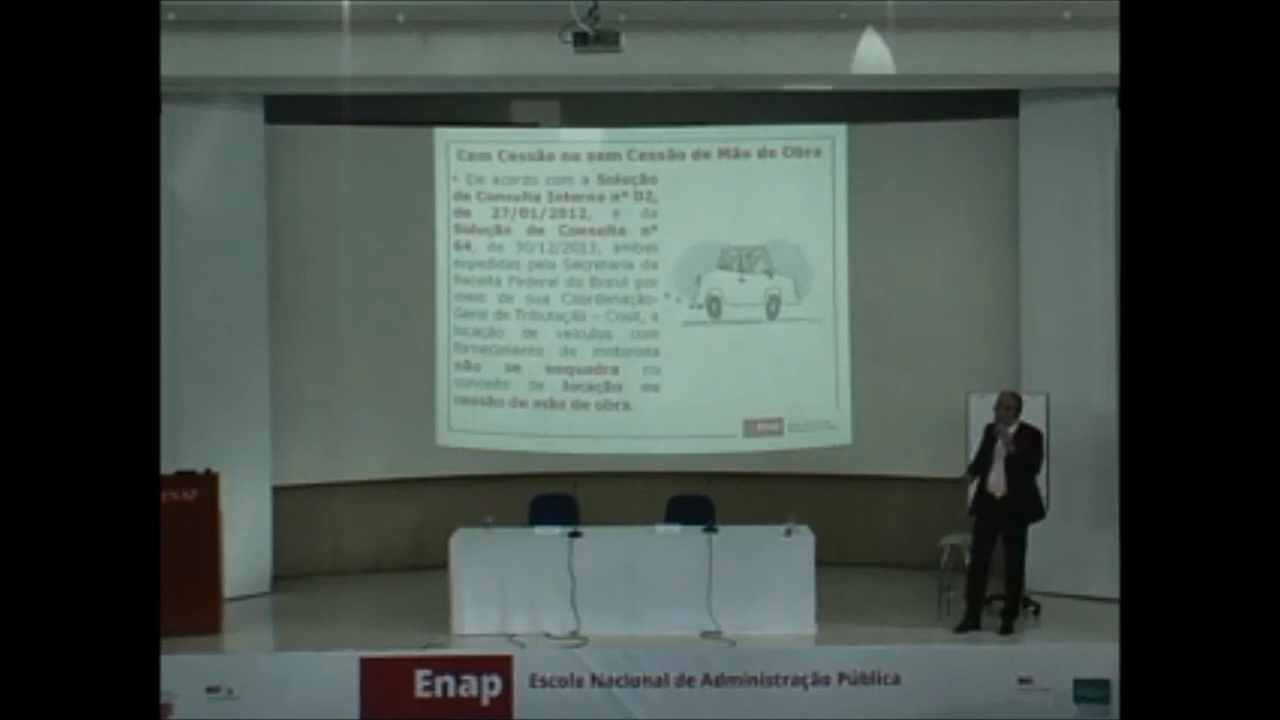 Com Cessão ou sem Cessão de Mão de Obra
• De acordo com a Solução
de Consulta Interna nº 02,
de 27/01/2012, e da
Solução de Consulta nº
64, de 30/12/2013, ambas
expedidas pela Secretaria da
Receita Federal do Brasil por
meio de sua Coordenação-
Geral de Tributação – Cosit, a
locação de veículos com
fornecimento de motorista
não se enquadra no
conceito de locação ou
cessão de mão de obra.
Enap
ENAP
Enap Escola Nacional de Administração Pública